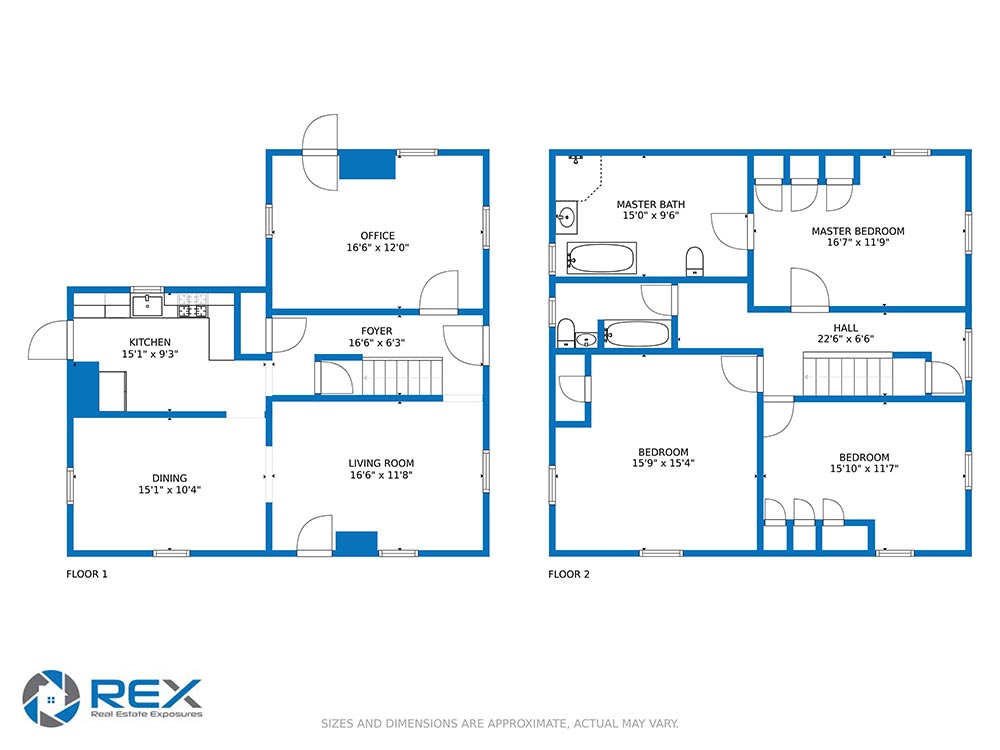 OFFICE
16'6" x 12'0"
KITCHEN
15'1" x 9'3"
FOYER
16'6" x 6'3"
DINING
15'1" x 10'4"
LIVING ROOM
16'6" x 11'8"
FLOOR 1
MASTER BATH
15'0" x 9'6"
MASTER BEDROOM
16'7" x 11'9"
HALL
22'6" x 6'6"
BEDROOM
15'9" x 15'4"
BEDROOM
15'10" x 11'7"
FLOOR 2
REX
Real Estate Exposures
SIZES AND DIMENSIONS ARE APPROXIMATE, ACTUAL MAY VARY.